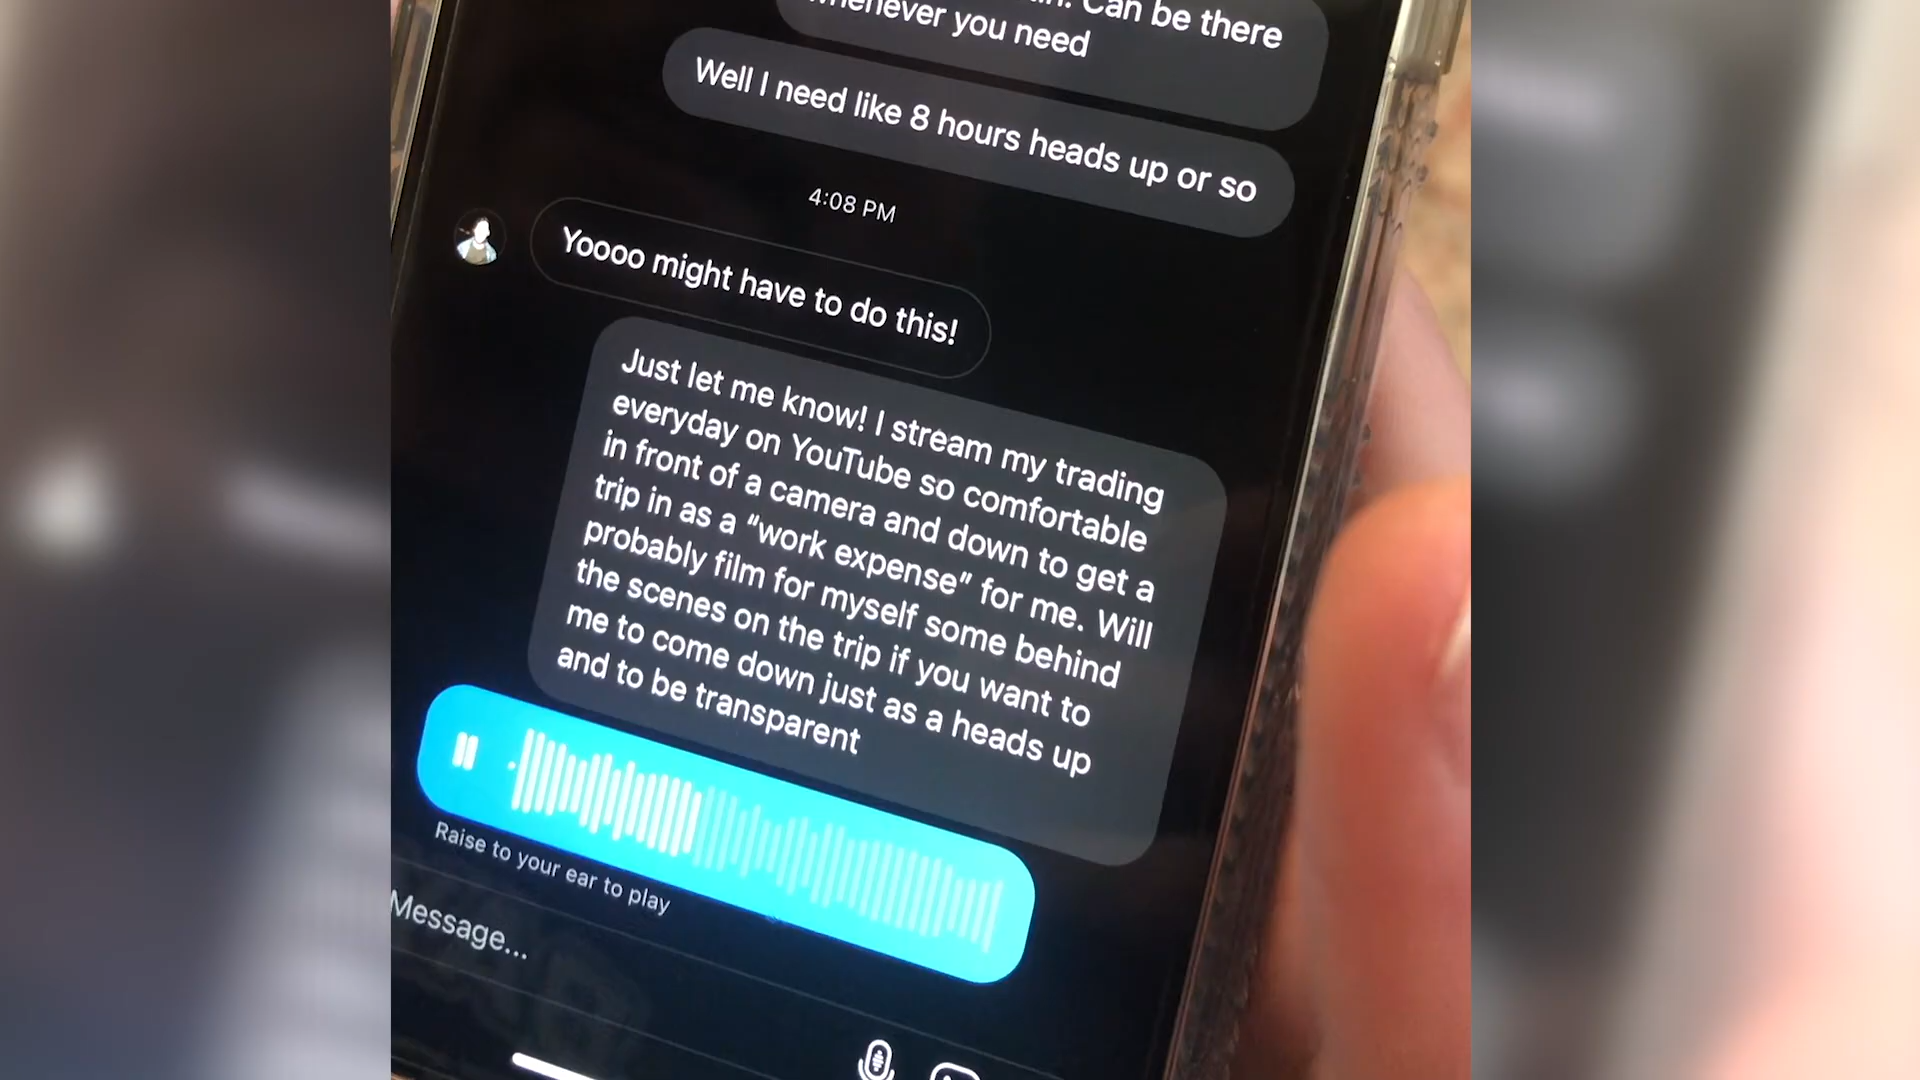 Can be there
whenever you need
Well I need like 8 hours heads up or so
4:08 PM
Yoooo might have to do this!
Just let me know! I stream my trading
everyday on YouTube so comfortable
in front of a camera and down to get a
trip in as a “work expense” for me. Will
probably film for myself some behind
the scenes on the trip if you want to
me to come down just as a heads up
and to be transparent
Raise to your ear to play
Message...